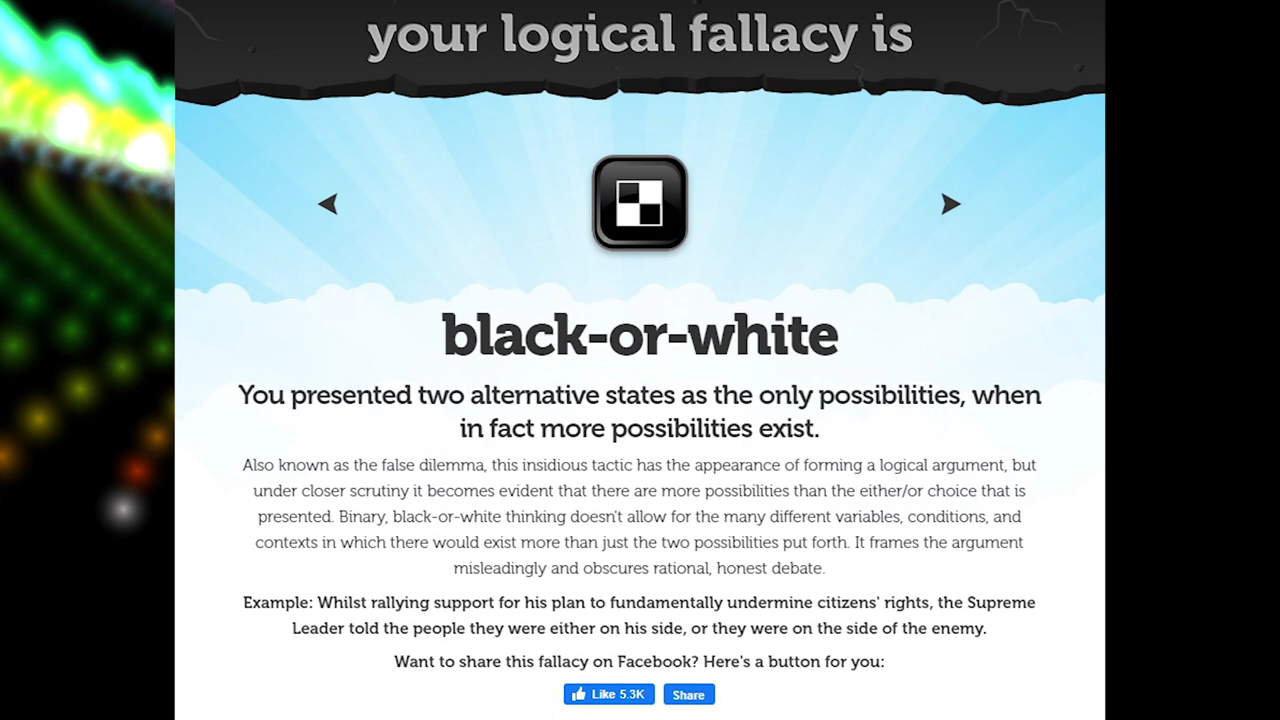 your logical fallacy is
black-or-white
You presented two alternative states as the only possibilities, when
in fact more possibilities exist.
Also known as the false dilemma, this insidious tactic has the appearance of forming a logical argument, but
under closer scrutiny it becomes evident that there are more possibilities than the either/or choice that is
presented. Binary, black-or-white thinking doesn't allow for the many different variables, conditions, and
contexts in which there would exist more than just the two possibilities put forth. It frames the argument
misleadingly and obscures rational, honest debate.
Example: Whilst rallying support for his plan to fundamentally undermine citizens' rights, the Supreme
Leader told the people they were either on his side, or they were on the side of the enemy.
Want to share this fallacy on Facebook? Here's a button for you:
Like 5.3K Share